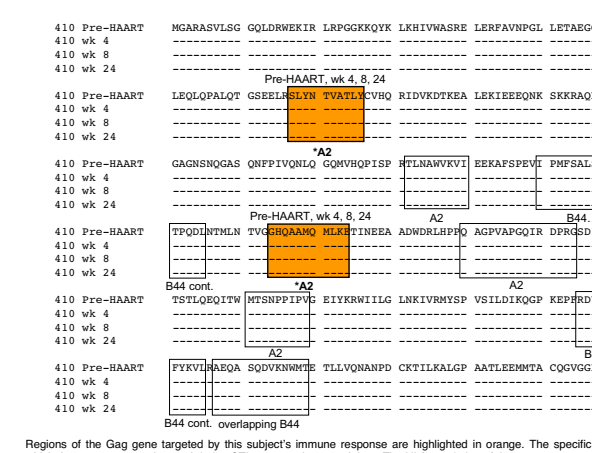 410 Pre-HAART MGARASVLSG GQLDRWEKIR LRPGGKKQYK LKHIVWASRE LERFAVNPGL LETAEG
410 wk 4 ---------- ---------- ---------- ---------- ---------- ------
410 wk 8 ---------- ---------- ---------- ---------- ---------- ------
410 wk 24 ---------- ---------- ---------- ---------- ---------- ------
Pre-HAART, wk 4, 8, 24
410 Pre-HAART LEQLQPALQT GSEELRSLYN TVATLYCVHQ RIDVKDTKEA LEKIEEEQNK SKKRAQ
410 wk 4 ---------- ---------- ---------- ---------- ---------- ------
410 wk 8 ---------- ---------- ---------- ---------- ---------- ------
410 wk 24 ---------- ---------- ---------- ---------- ---------- ------
*A2
410 Pre-HAART GAGNSNQGAS QNFPIVQNLQ GQMVHQPISP RTLNAWVKVI EEKAFSPEVI PMFSAL
410 wk 4 ---------- ---------- ---------- ---------- ---------- ------
410 wk 8 ---------- ---------- ---------- ---------- ---------- ------
410 wk 24 ---------- ---------- ---------- ---------- ---------- ------
A2 B44.
Pre-HAART, wk 4, 8, 24
410 Pre-HAART TPQDLNTMLN TVGGHQAAMQ MLKETINEEA ADWDRLHPPQ AGPVAPGQIR DPRGSD
410 wk 4 ---------- ---------- ---------- ---------- ---------- ------
410 wk 8 ---------- ---------- ---------- ---------- ---------- ------
410 wk 24 ---------- ---------- ---------- ---------- ---------- ------
B44 cont. *A2 A2
410 Pre-HAART TSTLQEQITW MTSNPPIPVG EIYKRWIILG LNKIVRMYSP VSILDIKQGP KEPFRD
410 wk 4 ---------- ---------- ---------- ---------- ---------- ------
410 wk 8 ---------- ---------- ---------- ---------- ---------- ------
410 wk 24 ---------- ---------- ---------- ---------- ---------- ------
A2 B
410 Pre-HAART FYKVLRAEQA SQDVKNWMTE TLLVQNANPD CKTILKALGP AATLEEMMTA CQGVGG
410 wk 4 ---------- ---------- ---------- ---------- ---------- ------
410 wk 8 ---------- ---------- ---------- ---------- ---------- ------
410 wk 24 ---------- ---------- ---------- ---------- ---------- ------
B44 cont. overlapping B44
Regions of the Gag gene targeted by this subject's immune response are highlighted in orange. The specific